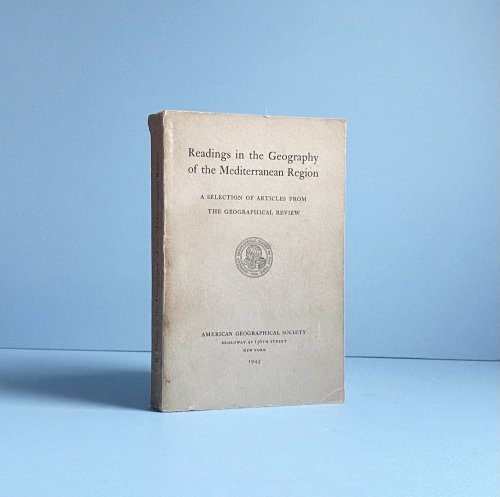 Readings in the Geography
of the Mediterranean Region
A SELECTION OF ARTICLES FROM
THE GEOGRAPHICAL REVIEW
AMERICAN GEOGRAPHICAL SOCIETY
BROADWAY AT 156TH STREET
NEW YORK
1943